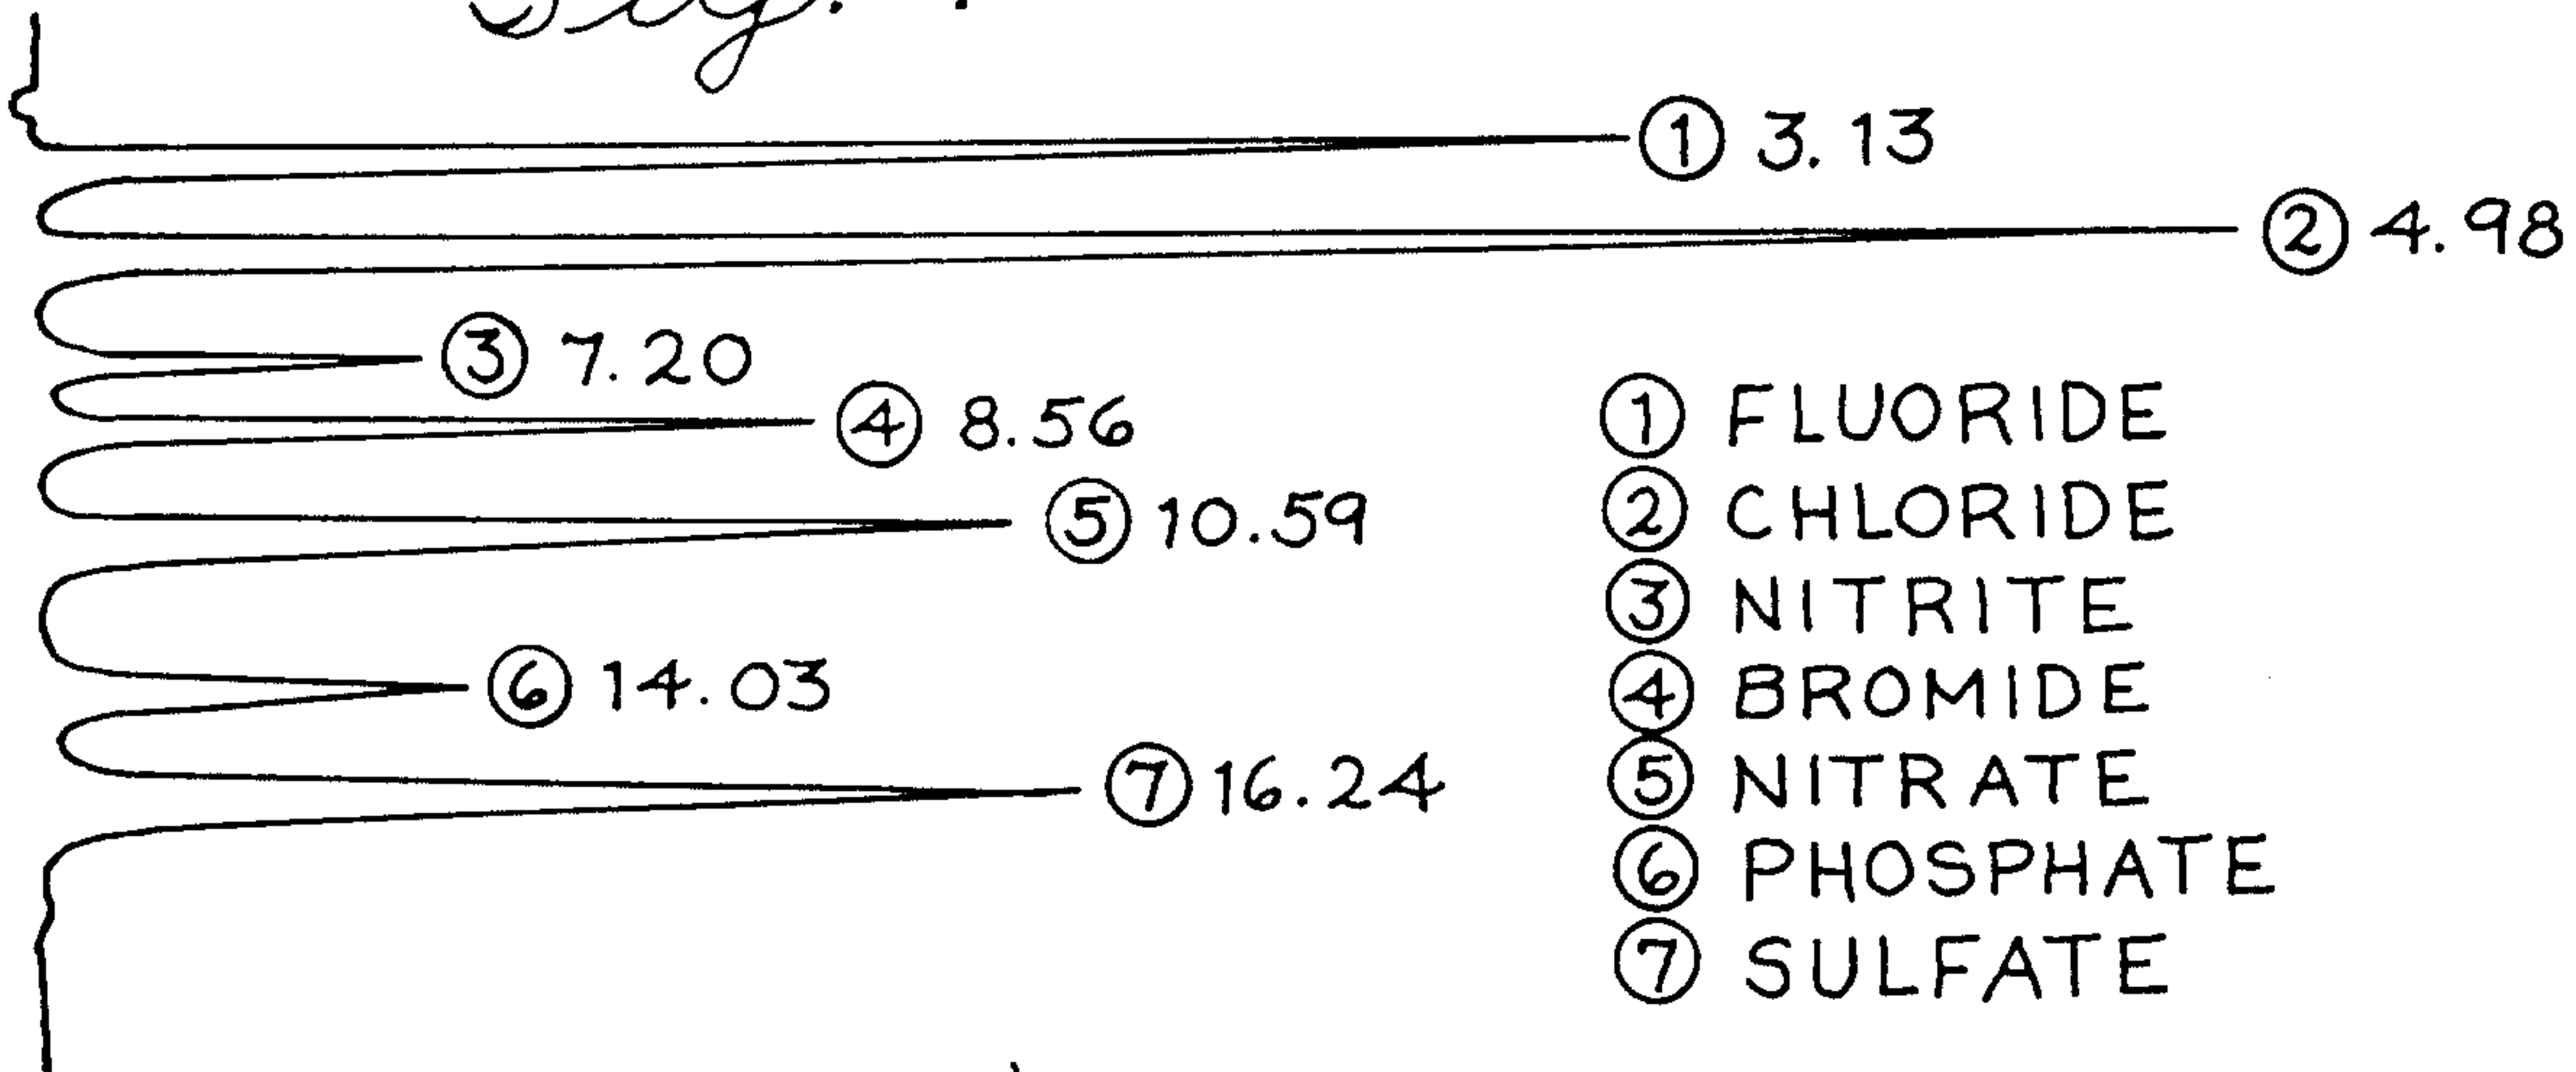 ① 3.13
② 4.98
③ 7.20
④ 8.56
⑤ 10.59
⑥ 14.03
⑦ 16.24
① FLUORIDE
② CHLORIDE
③ NITRITE
④ BROMIDE
⑤ NITRATE
⑥ PHOSPHATE
⑦ SULFATE